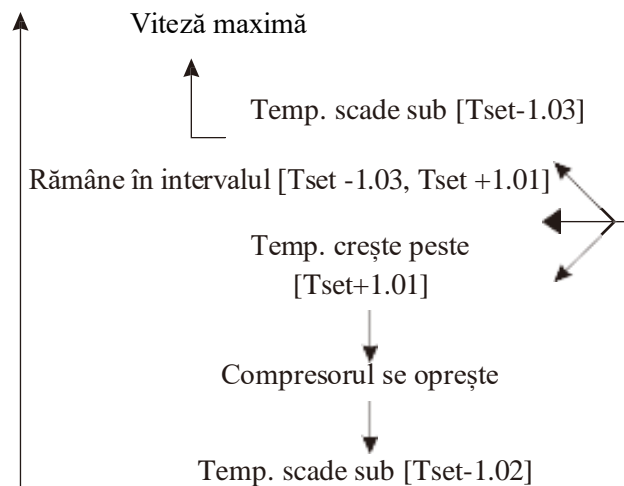 Viteză maximă
Temp. scade sub [Tset-1.03]
Rămâne în intervalul [Tset -1.03, Tset +1.01]
Temp. crește peste
[Tset+1.01]
Compresorul se oprește
Temp. scade sub [Tset-1.02]